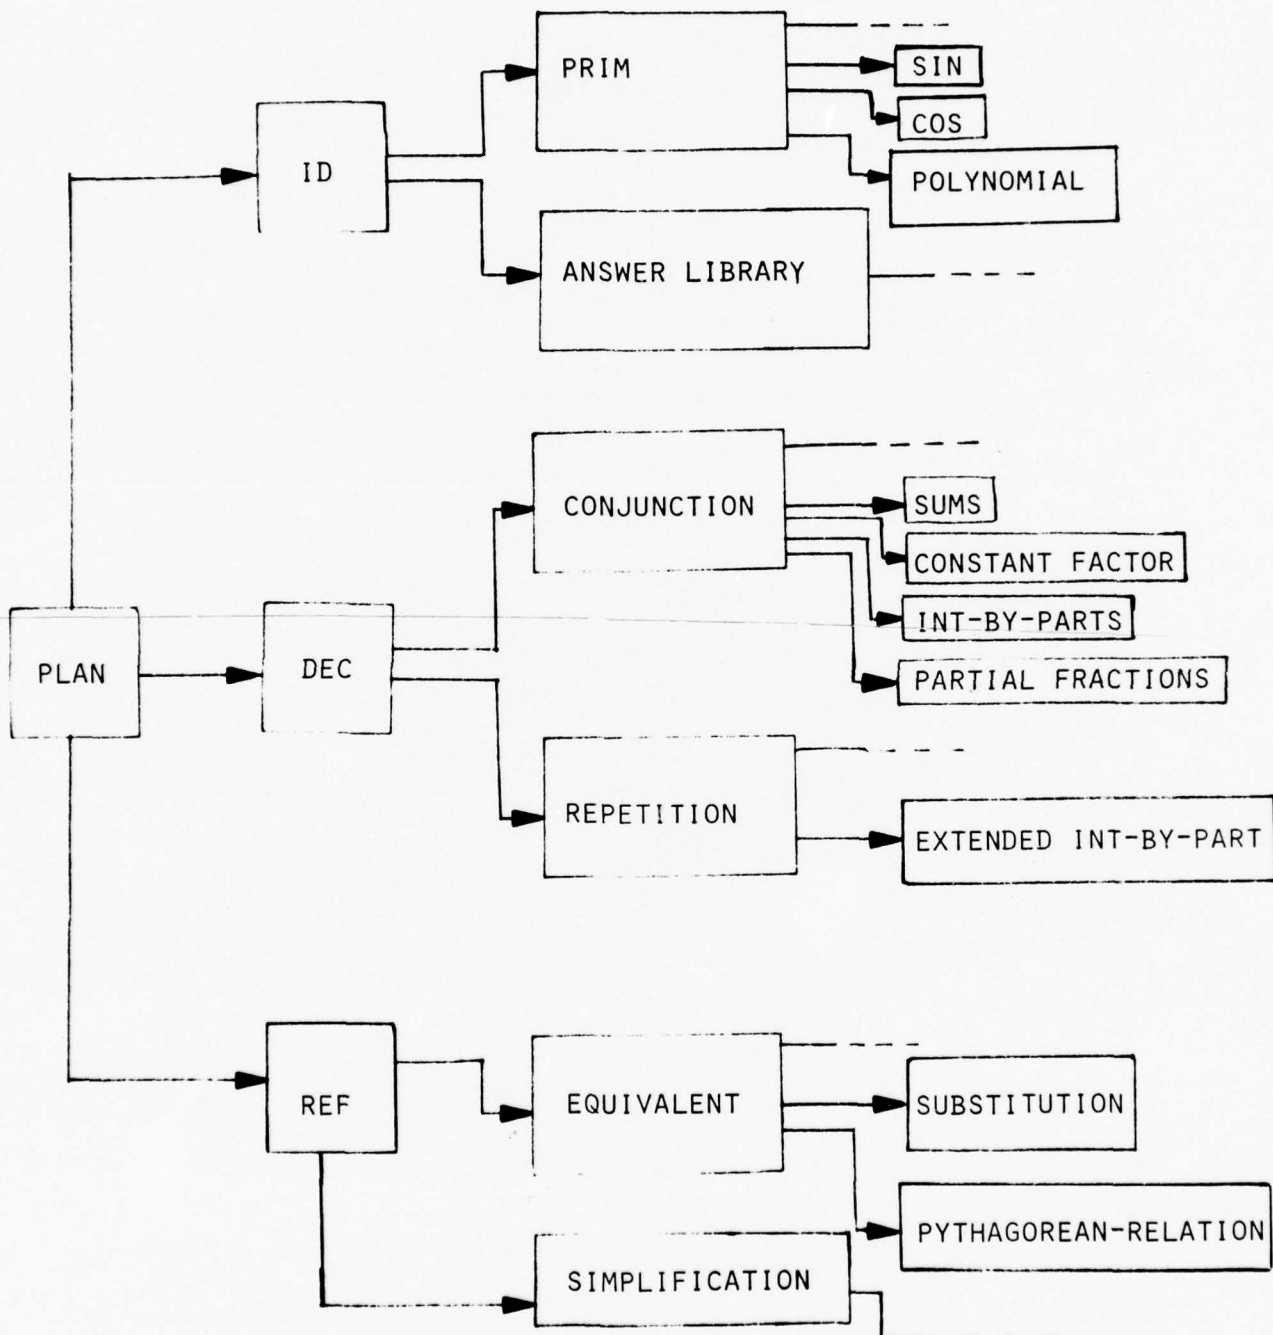 PRIM
SIN
COS
ID
POLYNOMIAL
ANSWER LIBRARY
CONJUNCTION
SUMS
CONSTANT FACTOR
INT-BY-PARTS
PLAN
DEC
PARTIAL FRACTIONS
REPETITION
EXTENDED INT-BY-PART
REF
EQUIVALENT
SUBSTITUTION
PYTHAGOREAN-RELATION
SIMPLIFICATION